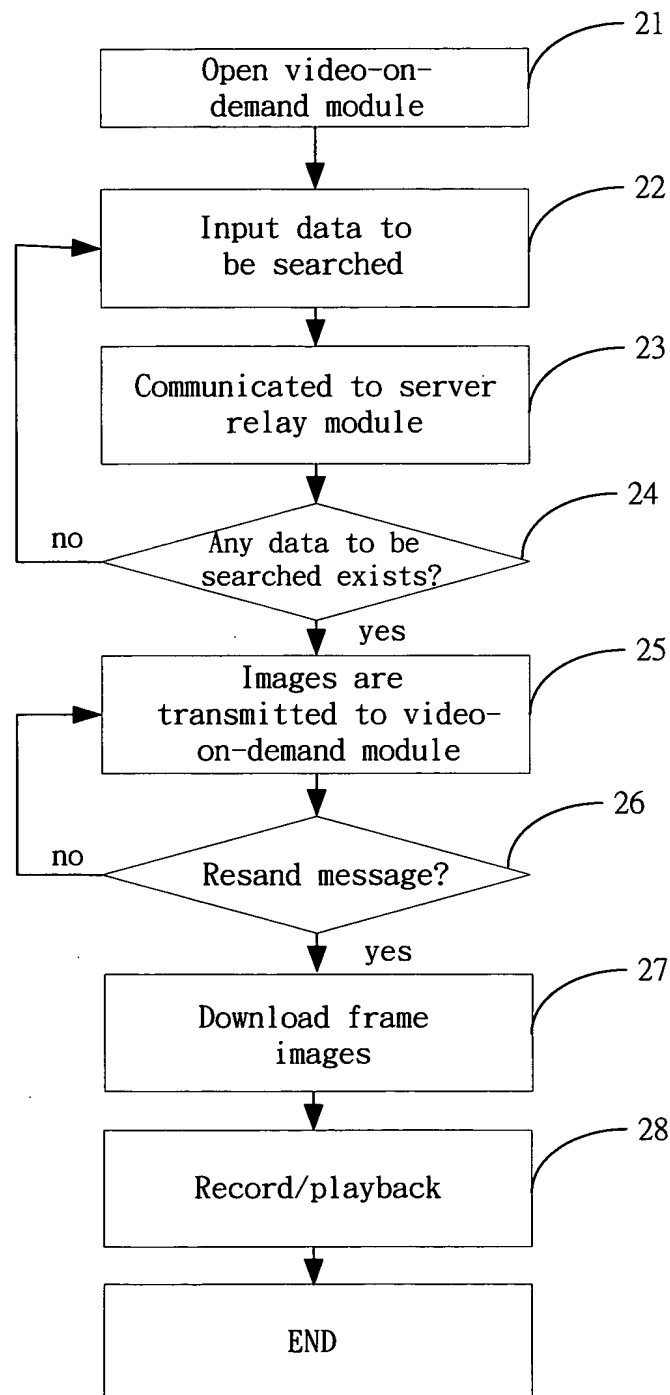 21
Open video-on-
demand module
22
Input data to
be searched
23
Communicated to server
relay module
24
no
Any data to be
searched exists?
yes
25
Images are
transmitted to video-
on-demand module
26
no
Resand message?
yes
27
Download frame
images
28
Record/playback
END